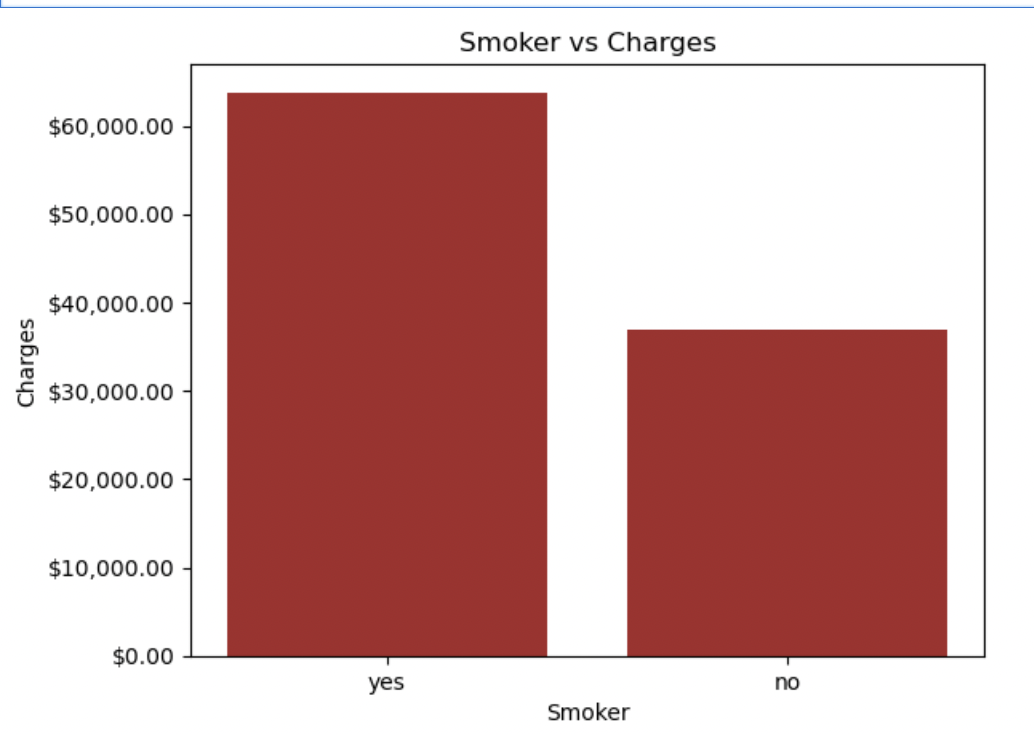 Smoker vs Charges
$60,000.00
$50,000.00
$40,000.00
$30,000.00
$20,000.00
$10,000.00
$0.00
Charges
yes no
Smoker